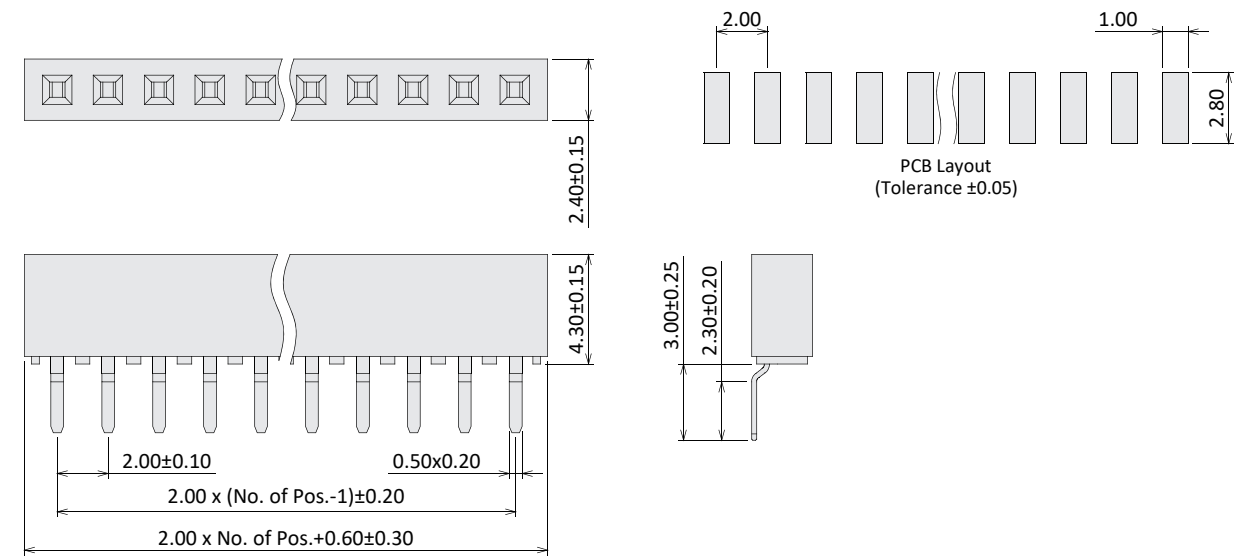 2.00
1.00
2.80
PCB Layout
(Tolerance ±0.05)
2.40±0.15
4.30±0.15
3.00±0.25
2.30±0.20
2.00±0.10
0.50x0.20
2.00 x (No. of Pos.-1)±0.20
2.00 x No. of Pos.+0.60±0.30